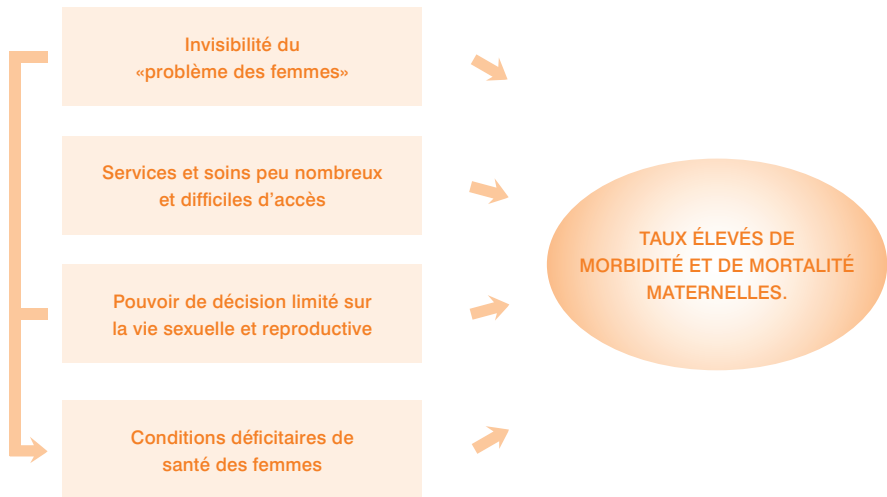 Invisibilité du
«problème des femmes»
Services et soins peu nombreux
et difficiles d’accès
Pouvoir de décision limité sur
la vie sexuelle et reproductive
Conditions déficitaires de
santé des femmes
TAUX ÉLEVÉS DE
MORBIDITÉ ET DE MORTALITÉ
MATERNELLES.